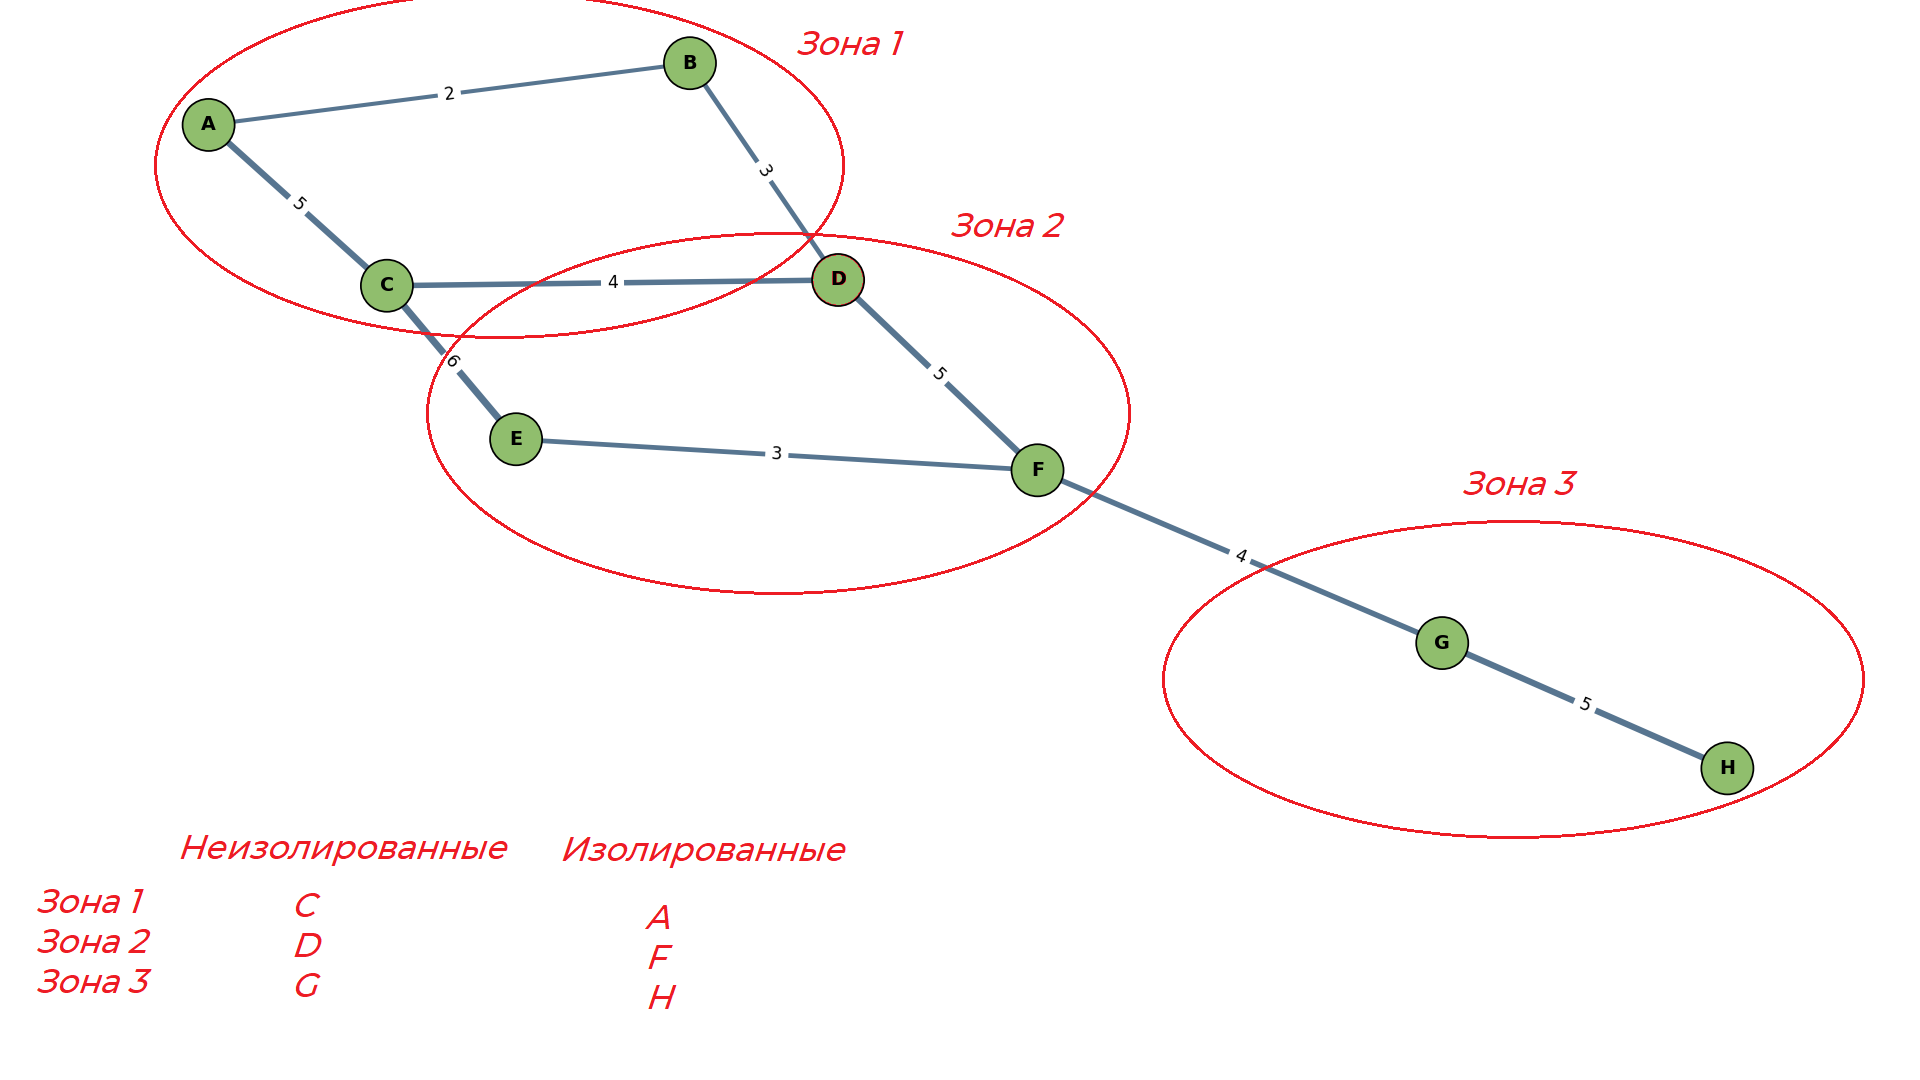 Зона 1
B
2
A
3
5
Зона 2
C
4
D
6
5
E
3
F
Зона 3
4
G
5
H
Неизолированные Изолированные
Зона 1 C A
Зона 2 D F
Зона 3 G H